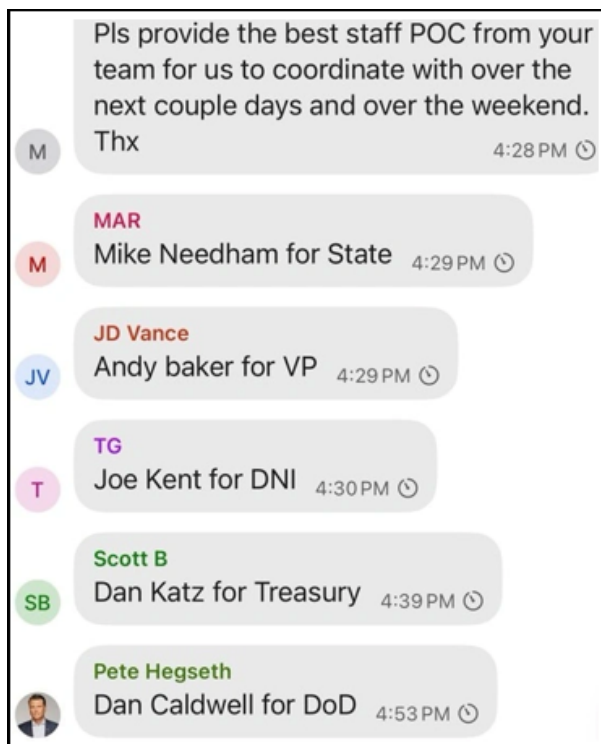 Pls provide the best staff POC from your
team for us to coordinate with over the
next couple days and over the weekend.
Thx
4:28 PM
M
MAR
Mike Needham for State
4:29 PM
M
JD Vance
Andy baker for VP
4:29 PM
JV
TG
Joe Kent for DNI
4:30 PM
T
Scott B
Dan Katz for Treasury
4:39 PM
SB
Pete Hegseth
Dan Caldwell for DoD
4:53 PM